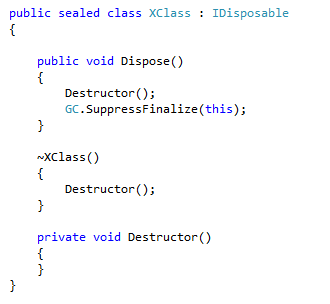 public sealed class XClass : IDisposable
{
public void Dispose()
{
Destructor();
GC.SuppressFinalize(this);
}
~XClass()
{
Destructor();
}
private void Destructor()
{
}
}